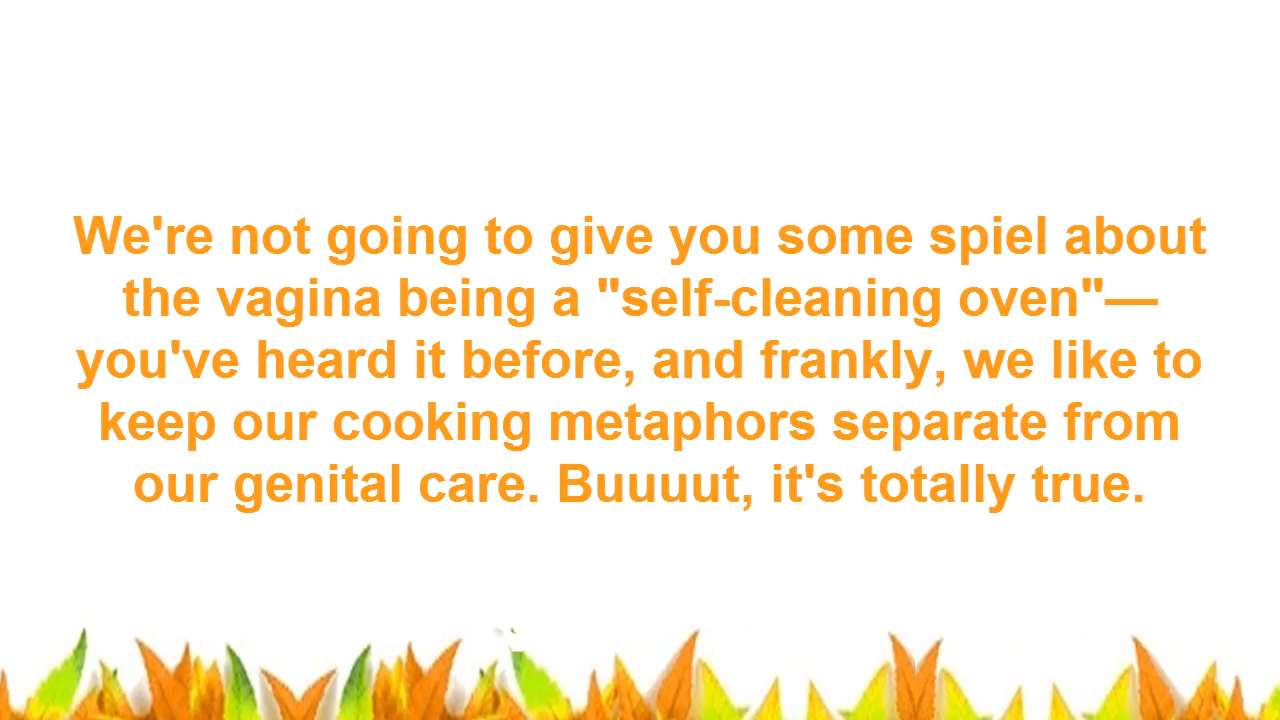 We're not going to give you some spiel about
the vagina being a "self-cleaning oven"—
you've heard it before, and frankly, we like to
keep our cooking metaphors separate from
our genital care. Buuuut, it's totally true.